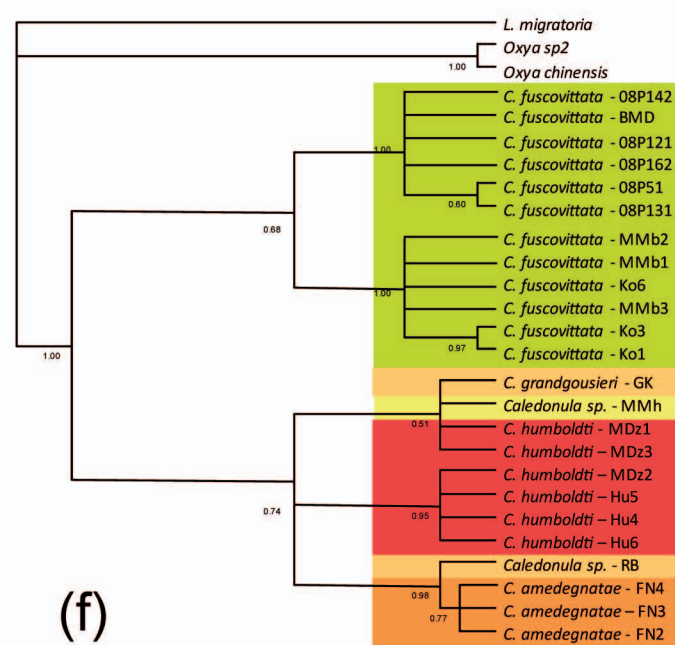 L. migratoria
Oxya sp2
1.00
Oxya chinensis
C. fuscovittata - 08P142
C. fuscovittata - BMD
C. fuscovittata - 08P121
1.00
C. fuscovittata - 08P162
C. fuscovittata - 08P51
0.60
C. fuscovittata - 08P131
0.68
C. fuscovittata - MMb2
C. fuscovittata - MMb1
1.00
C. fuscovittata - Ko6
C. fuscovittata - MMb3
C. fuscovittata - Ko3
0.97
C. fuscovittata - Ko1
1.00
C. grandgousieri - GK
Caledonula sp. - MMh
0.51
C. humboldti - MDz1
C. humboldti – MDz3
C. humboldti – MDz2
C. humboldti – Hu5
0.74
0.95
C. humboldti – Hu4
C. humboldti – Hu6
Caledonula sp. - RB
0.98
C. amedegnatae - FN4
0.77
C. amedegnatae – FN3
C. amedegnatae - FN2
(f)